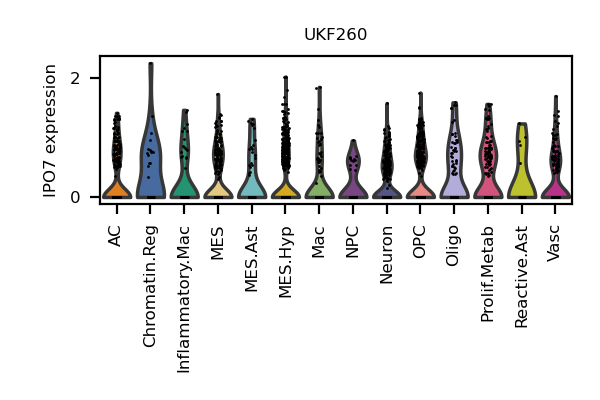 UKF260
IPO7 expression
2
0
AC
Chromatin.Reg
Inflammatory.Mac
MES
MES.Ast
MES.Hyp
Mac
NPC
Neuron
OPC
Oligo
Prolif.Metab
Reactive.Ast
Vasc